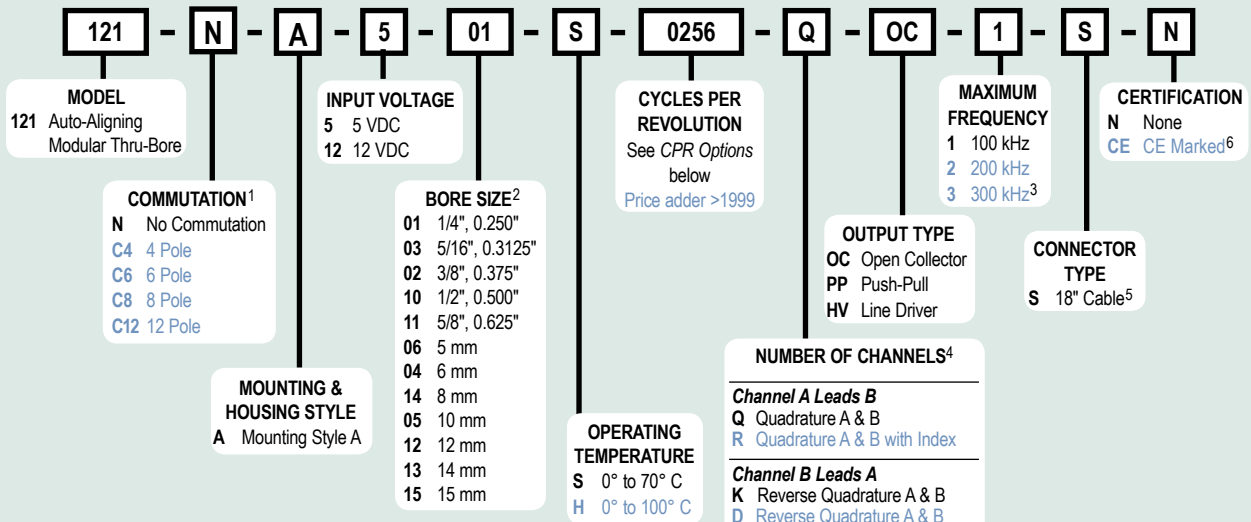 121 - N - A - 5 - 01 - S - 0256 - Q - OC - 1 - S - N
MODEL
121 Auto-Aligning
Modular Thru-Bore
COMMUTATION1
N No Commutation
C4 4 Pole
C6 6 Pole
C8 8 Pole
C12 12 Pole
MOUNTING &
HOUSING STYLE
A Mounting Style A
INPUT VOLTAGE
5 5 VDC
12 12 VDC
BORE SIZE2
01 1/4", 0.250"
03 5/16", 0.3125"
02 3/8", 0.375"
10 1/2", 0.500"
11 5/8", 0.625"
06 5 mm
04 6 mm
14 8 mm
05 10 mm
12 12 mm
13 14 mm
15 15 mm
OPERATING
TEMPERATURE
S 0° to 70° C
H 0° to 100° C
CYCLES PER
REVOLUTION
See CPR Options
below
Price adder >1999
NUMBER OF CHANNELS4
Channel A Leads B
Q Quadrature A & B
R Quadrature A & B with Index
Channel B Leads A
K Reverse Quadrature A & B
D Reverse Quadrature A & B
OUTPUT TYPE
OC Open Collector
PP Push-Pull
HV Line Driver
MAXIMUM
FREQUENCY
1 100 kHz
2 200 kHz
3 300 kHz3
CONNECTOR
TYPE
S 18" Cable5
CERTIFICATION
N None
CE CE Marked6